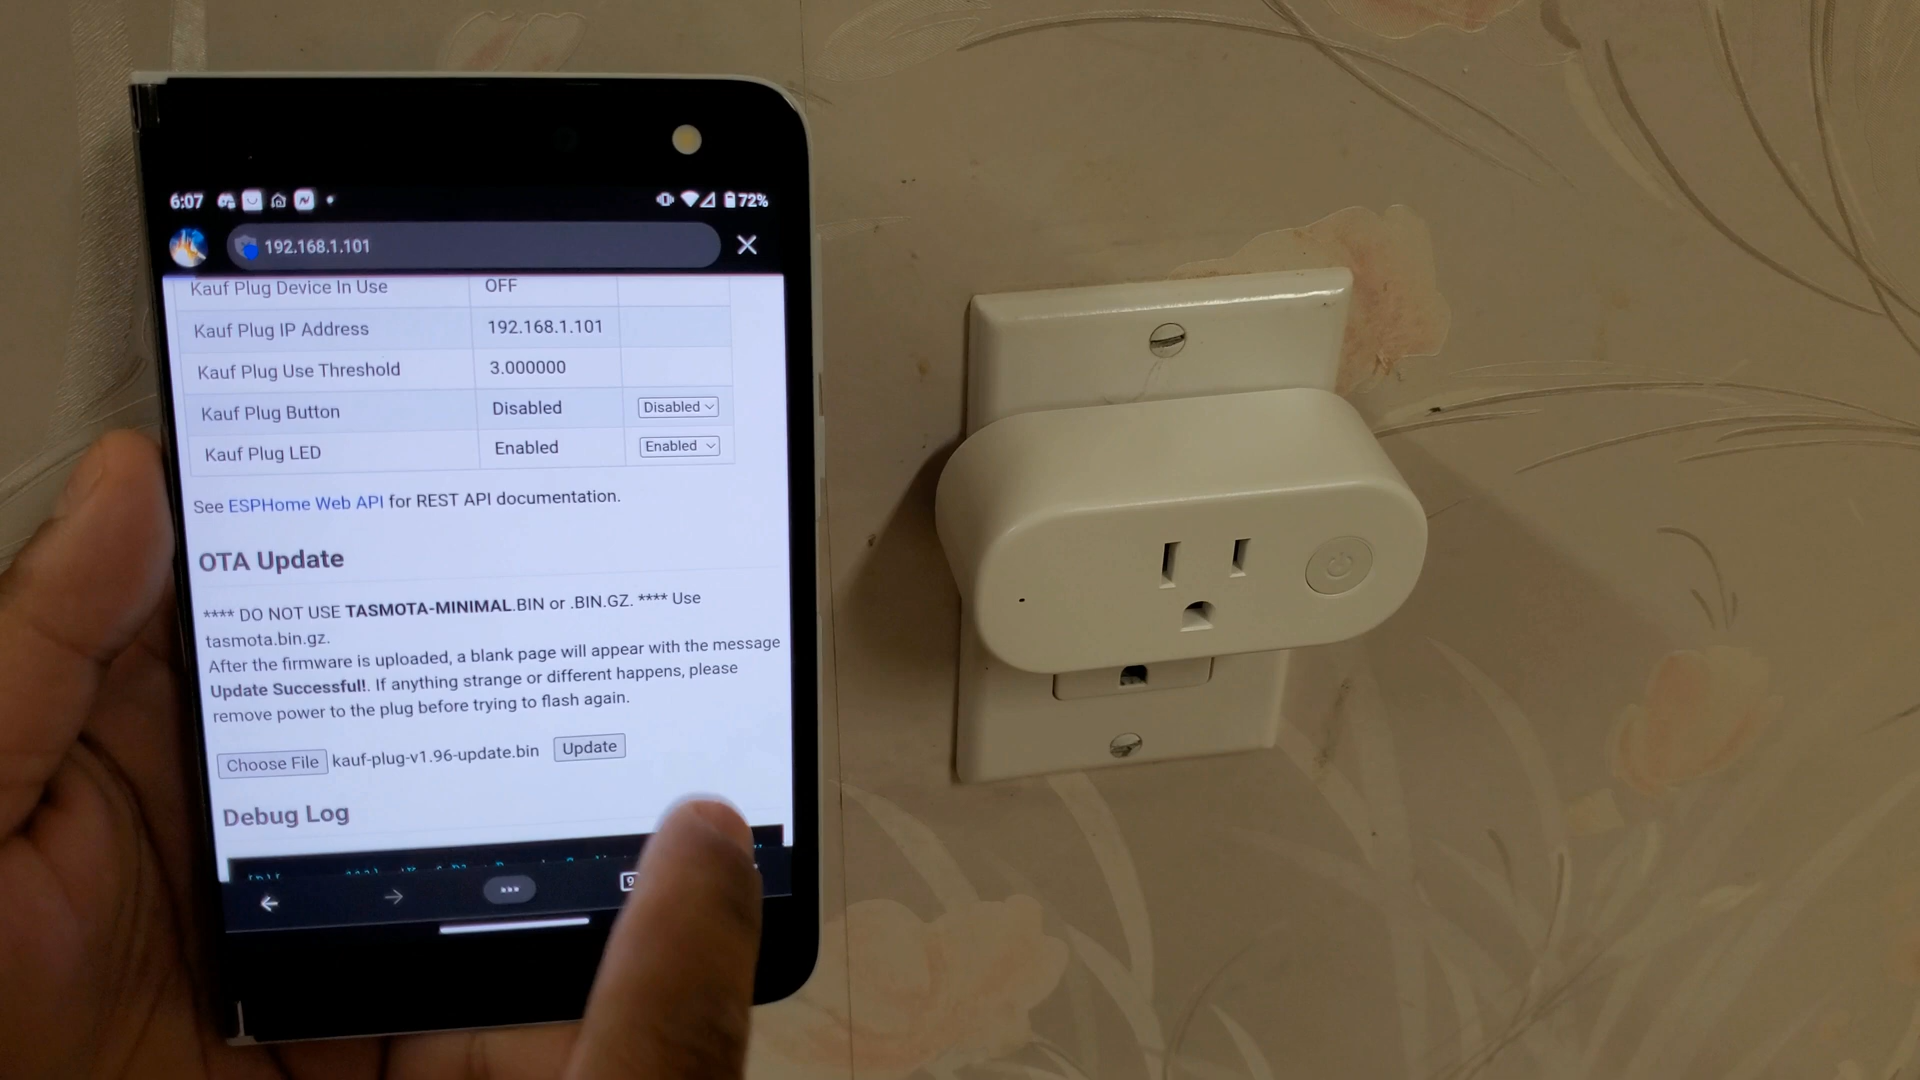 6:07 72%
192.168.1.101
Kauf Plug Device In Use OFF
Kauf Plug IP Address 192.168.1.101
Kauf Plug Use Threshold 3.000000
Kauf Plug Button Disabled Disabled
Kauf Plug LED Enabled Enabled
See ESPHome Web API for REST API documentation.
OTA Update
**** DO NOT USE TASMOTA-MINIMAL.BIN or .BIN.GZ. **** Use
tasmota.bin.gz.
After the firmware is uploaded, a blank page will appear with the message
Update Successful!. If anything strange or different happens, please
remove power to the plug before trying to flash again.
Choose File kauf-plug-v1.96-update.bin Update
Debug Log